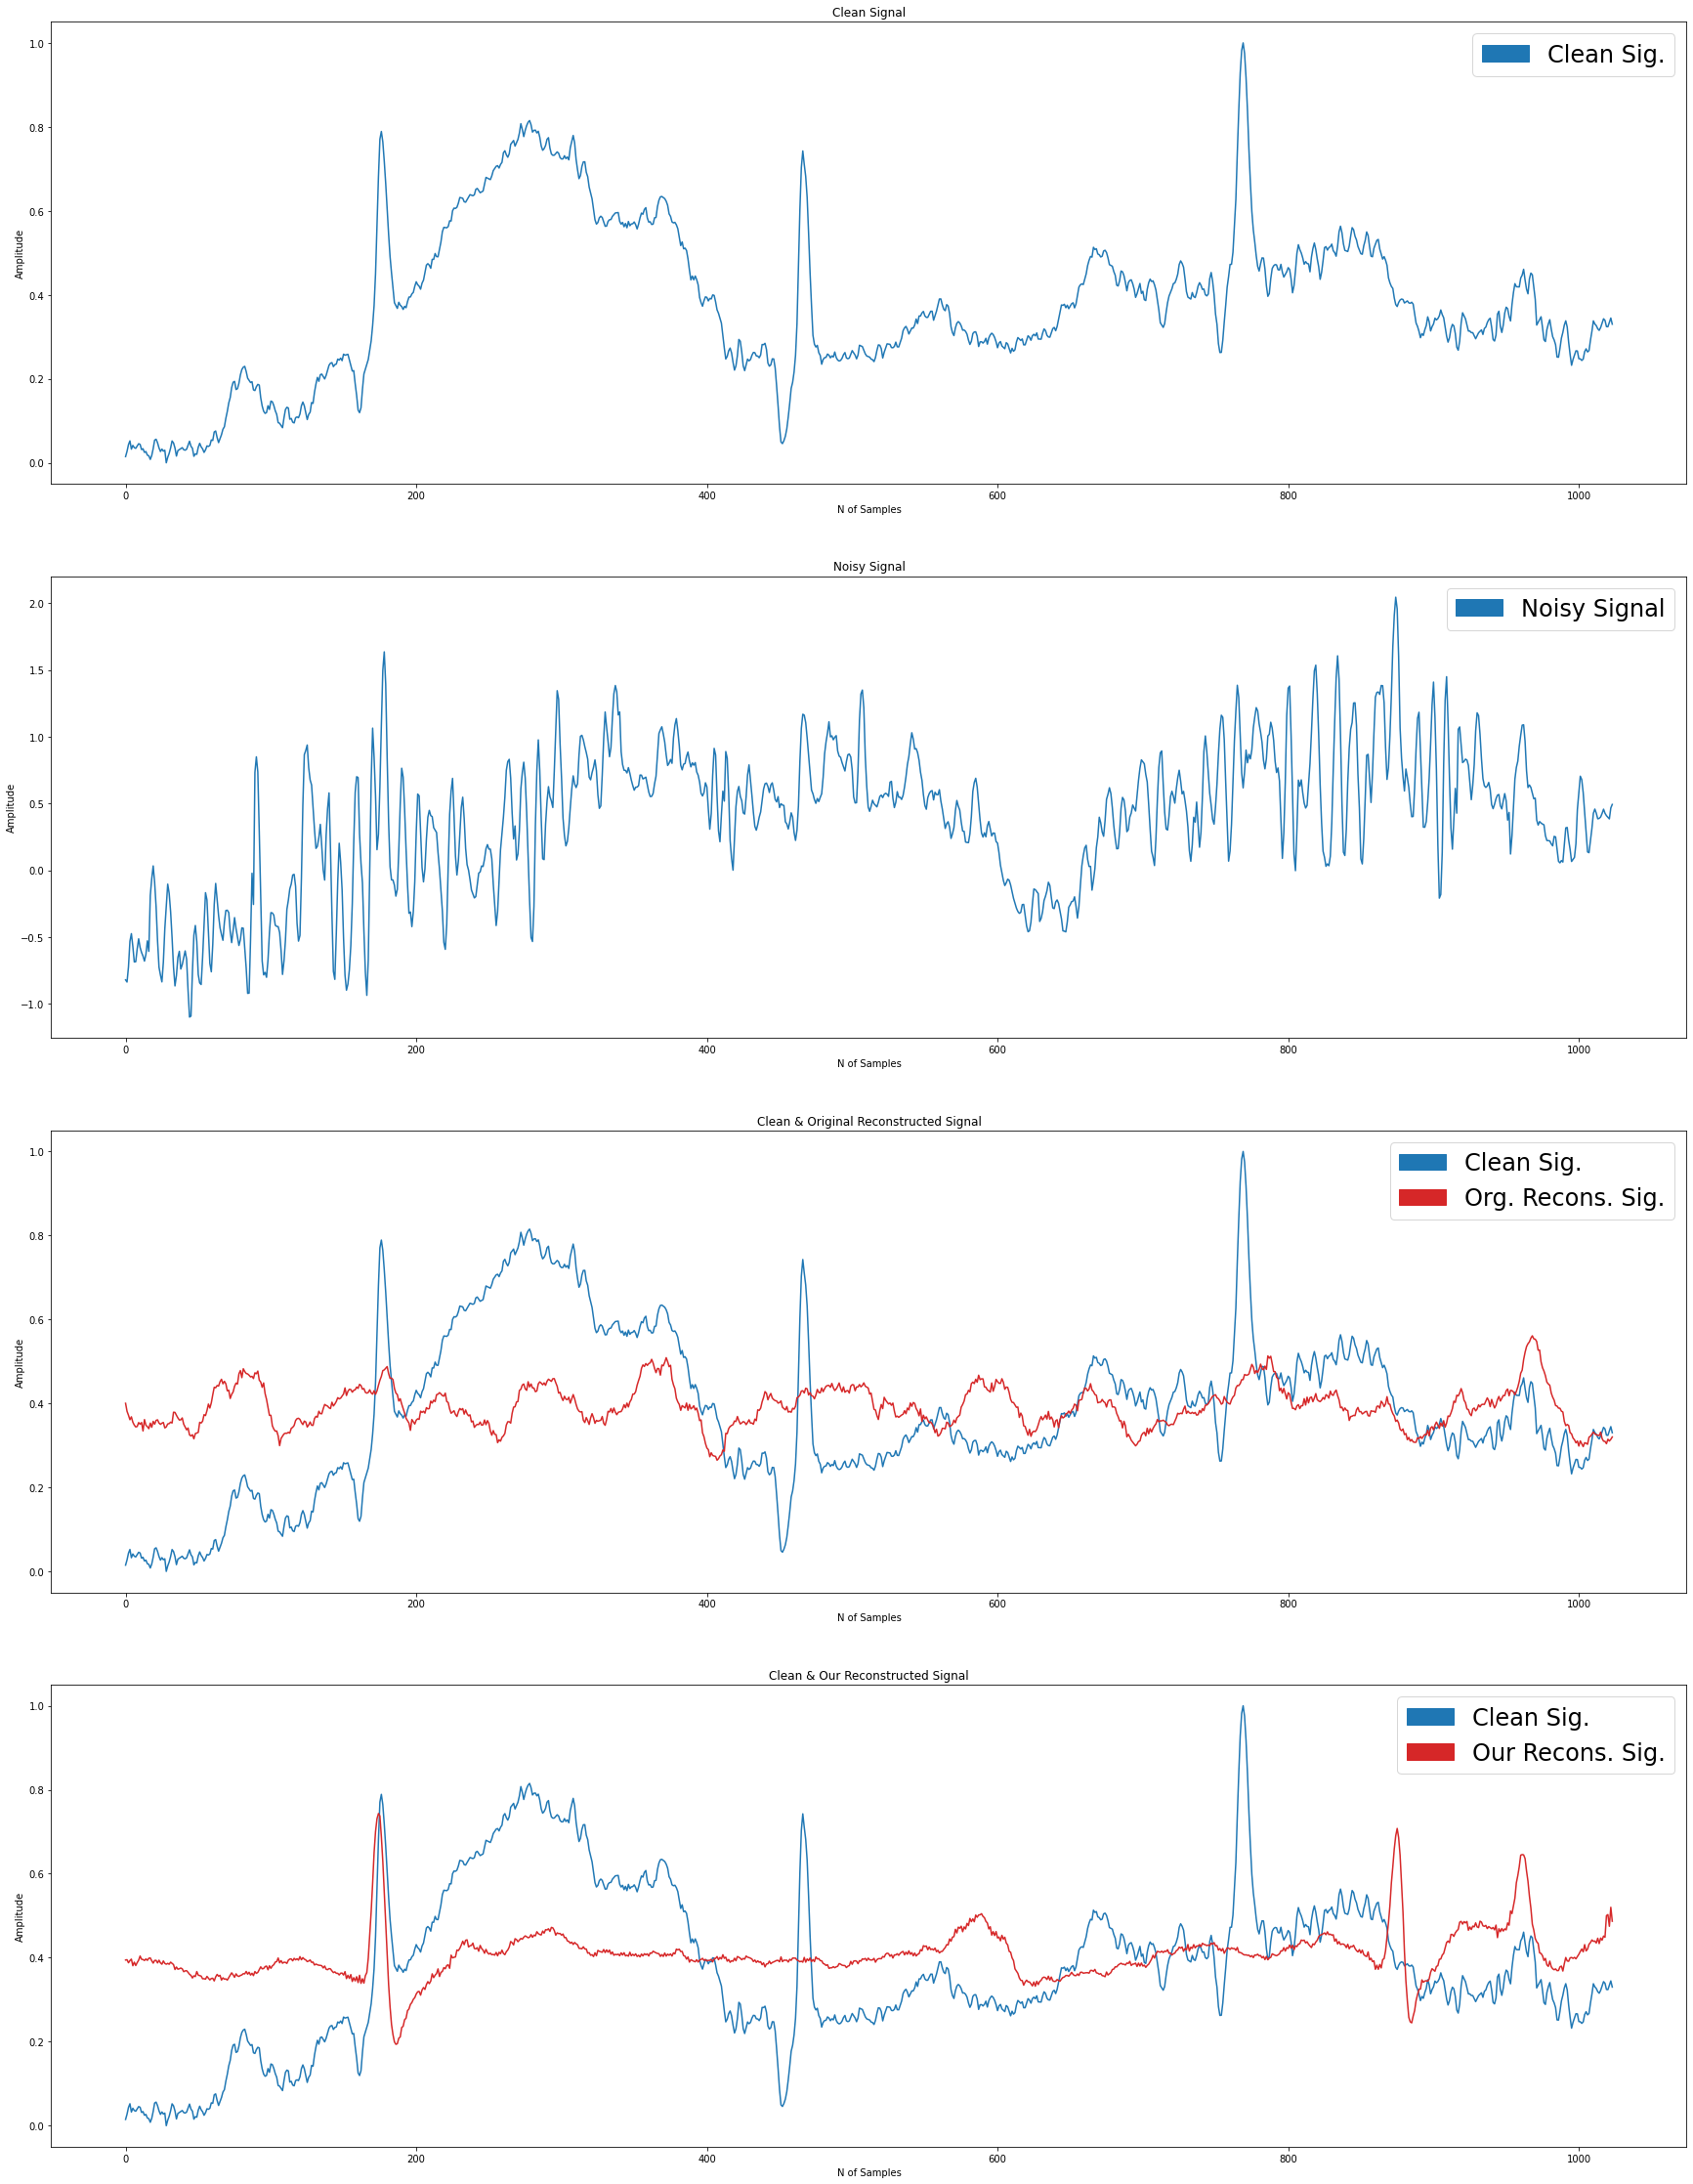 Clean Signal
Clean Sig.
1.0
0.8
0.6
0.4
0.2
0.0
Amplitude
0 200 400 600 800 1000
N of Samples
Noisy Signal
Noisy Signal
2.0
1.5
1.0
0.5
0.0
−0.5
−1.0
Amplitude
0 200 400 600 800 1000
N of Samples
Clean & Original Reconstructed Signal
Clean Sig.
Org. Recons. Sig.
1.0
0.8
0.6
0.4
0.2
0.0
Amplitude
0 200 400 600 800 1000
N of Samples
Clean & Our Reconstructed Signal
Clean Sig.
Our Recons. Sig.
1.0
0.8
0.6
0.4
0.2
0.0
Amplitude
0 200 400 600 800 1000
N of Samples